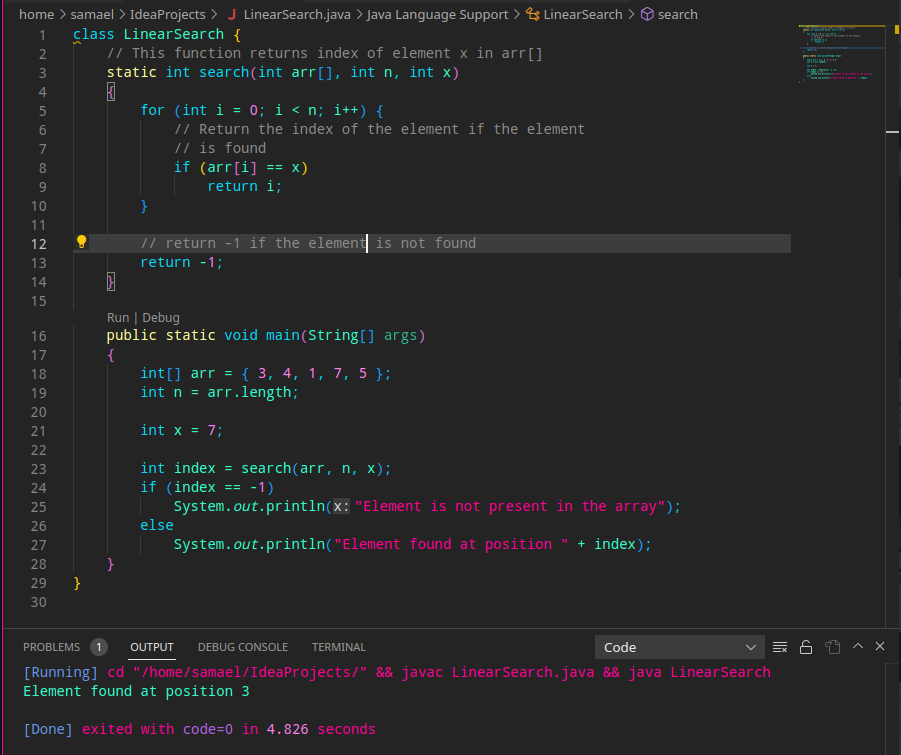 home > samael > IdeaProjects > J LinearSearch.java > Java Language Support > LinearSearch > search
1 class LinearSearch {
2 // This function returns index of element x in arr[]
3 static int search(int arr[], int n, int x)
4 {
5 for (int i = 0; i < n; i++) {
6 // Return the index of the element if the element
7 // is found
8 if (arr[i] == x)
9 return i;
10 }
11
12 // return -1 if the element is not found
13 return -1;
14 }
15
Run | Debug
16 public static void main(String[] args)
17 {
18 int[] arr = { 3, 4, 1, 7, 5 };
19 int n = arr.length;
20
21 int x = 7;
22
23 int index = search(arr, n, x);
24 if (index == -1)
25 System.out.println(x: "Element is not present in the array");
26 else
27 System.out.println("Element found at position " + index);
28 }
29 }
30
PROBLEMS 1 OUTPUT DEBUG CONSOLE TERMINAL Code
[Running] cd "/home/samael/IdeaProjects/" && javac LinearSearch.java && java LinearSearch
Element found at position 3
[Done] exited with code=0 in 4.826 seconds